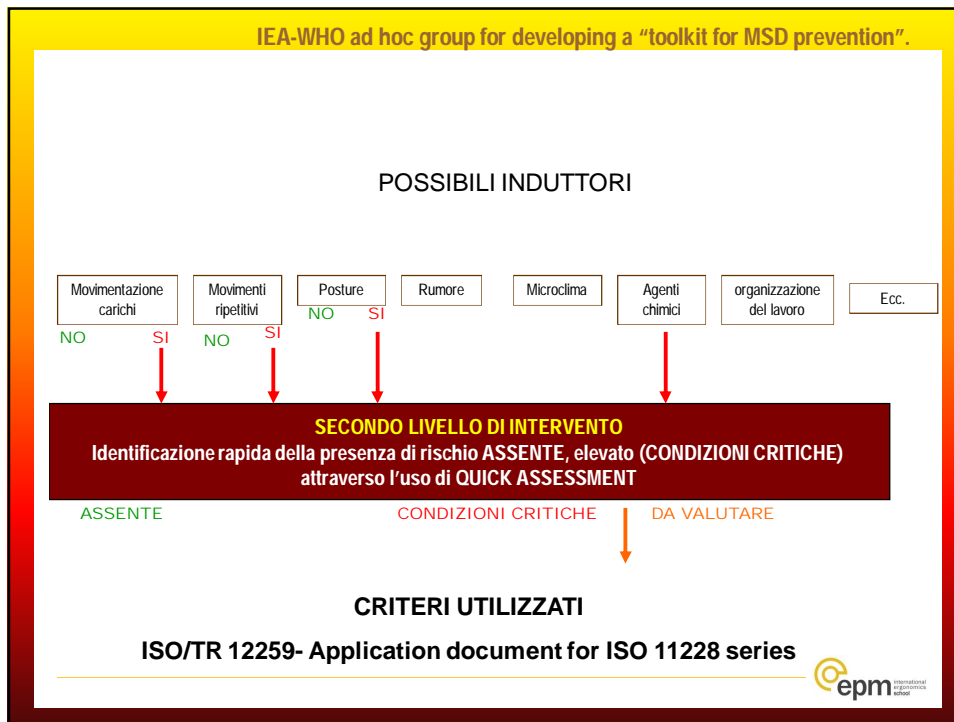 IEA-WHO ad hoc group for developing a “toolkit for MSD prevention”.
POSSIBILI INDUTTORI
Movimentazione
carichi
Movimenti
ripetitivi
Posture
Rumore
Microclima
Agenti
chimici
organizzazione
del lavoro
Ecc.
NO SI
NO SI
NO SI
SECONDO LIVELLO DI INTERVENTO
Identificazione rapida della presenza di rischio ASSENTE, elevato (CONDIZIONI CRITICHE)
attraverso l’uso di QUICK ASSESSMENT
ASSENTE CONDIZIONI CRITICHE DA VALUTARE
CRITERI UTILIZZATI
ISO/TR 12259- Application document for ISO 11228 series
epm international
ergonomics
school